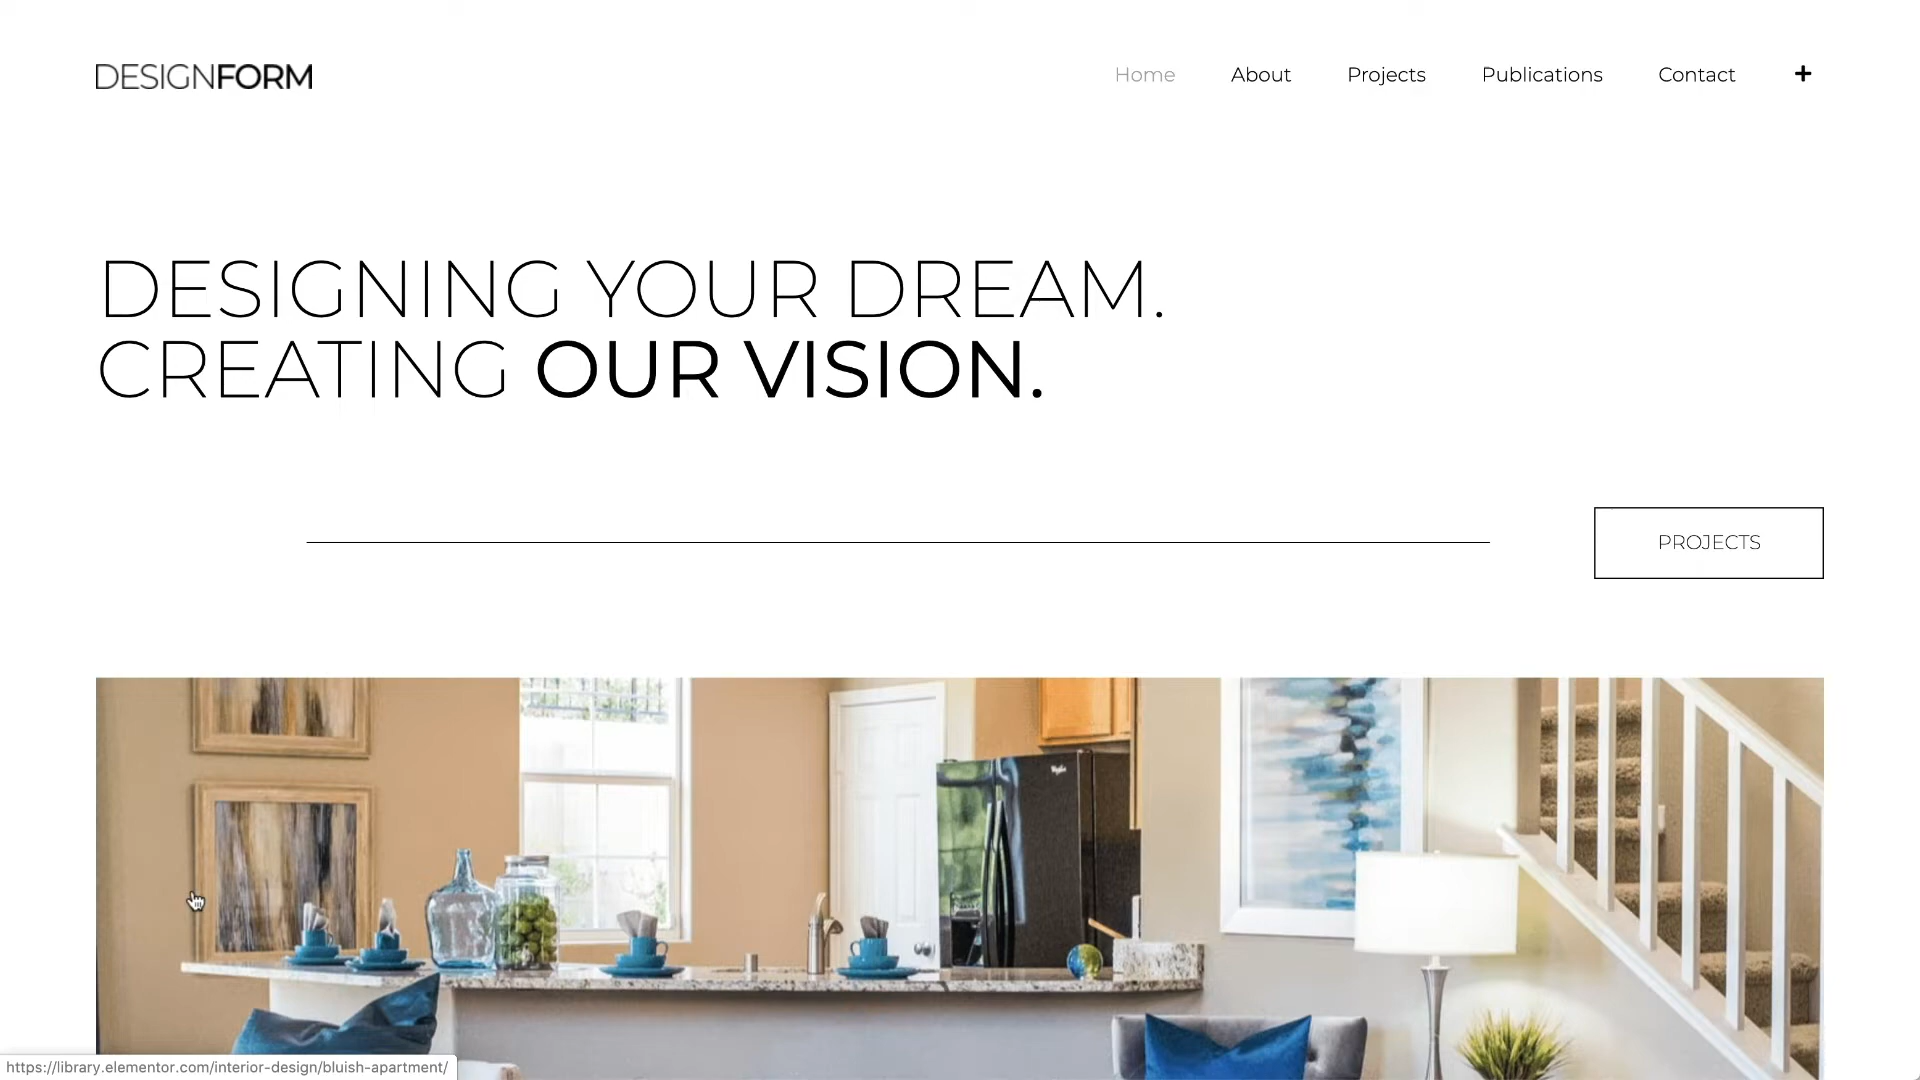 DESIGNFORM
Home About Projects Publications Contact +
DESIGNING YOUR DREAM.
CREATING OUR VISION.
PROJECTS
https://library.elementor.com/interior-design/bluish-apartment/